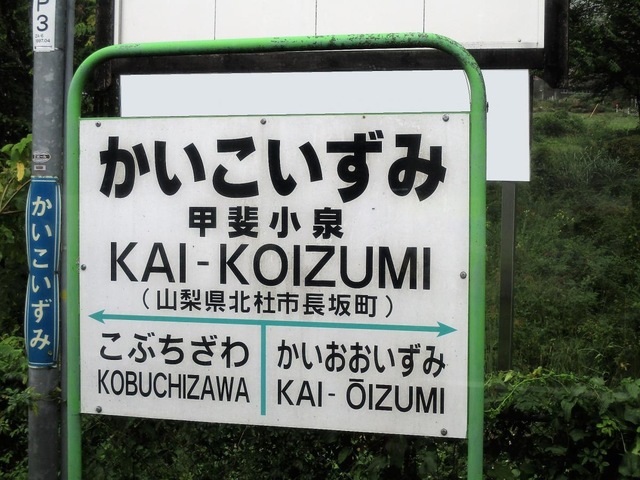 P3
かいこいずみ
かいこいずみ
甲斐小泉
KAI-KOIZUMI
(山梨県北杜市長坂町)
こぶちざわ
KOBUCHIZAWA
かいおおいずみ
KAI-ŌIZUMI